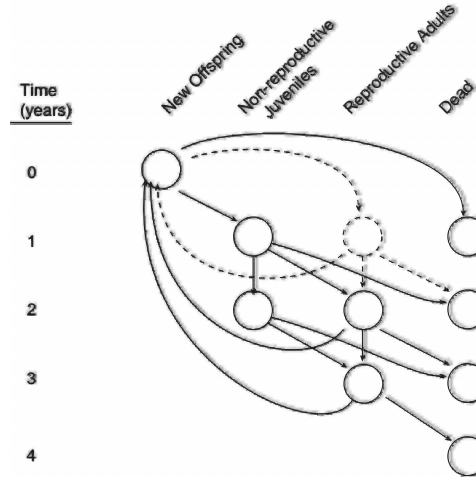 New Offspring
Non-reproductive
Juveniles
Reproductive Adults
Dead
Time
(years)
0
1
2
3
4